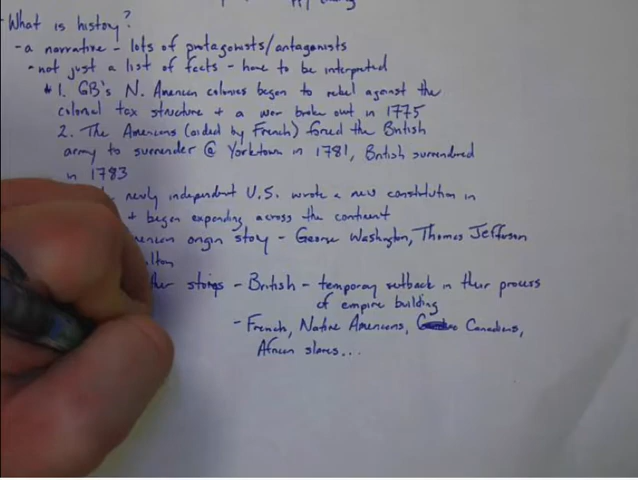 - What is history?
- a narrative - lots of protagonists/antagonists
- not just a list of facts - have to be interpreted
1. GB's N. American colonies began to rebel against the
colonial tax structure + a war broke out in 1775
2. The Americans (aided by French) forced the British
army to surrender @ Yorktown in 1781, British surrendered
in 1783
newly independent U.S. wrote a new constitution in
+ began expanding across the continent
origin story - George Washington, Thomas Jefferson
stories - British - temporary setback in their process
of empire building
- French, Native Americans, Canadians,
African slaves...